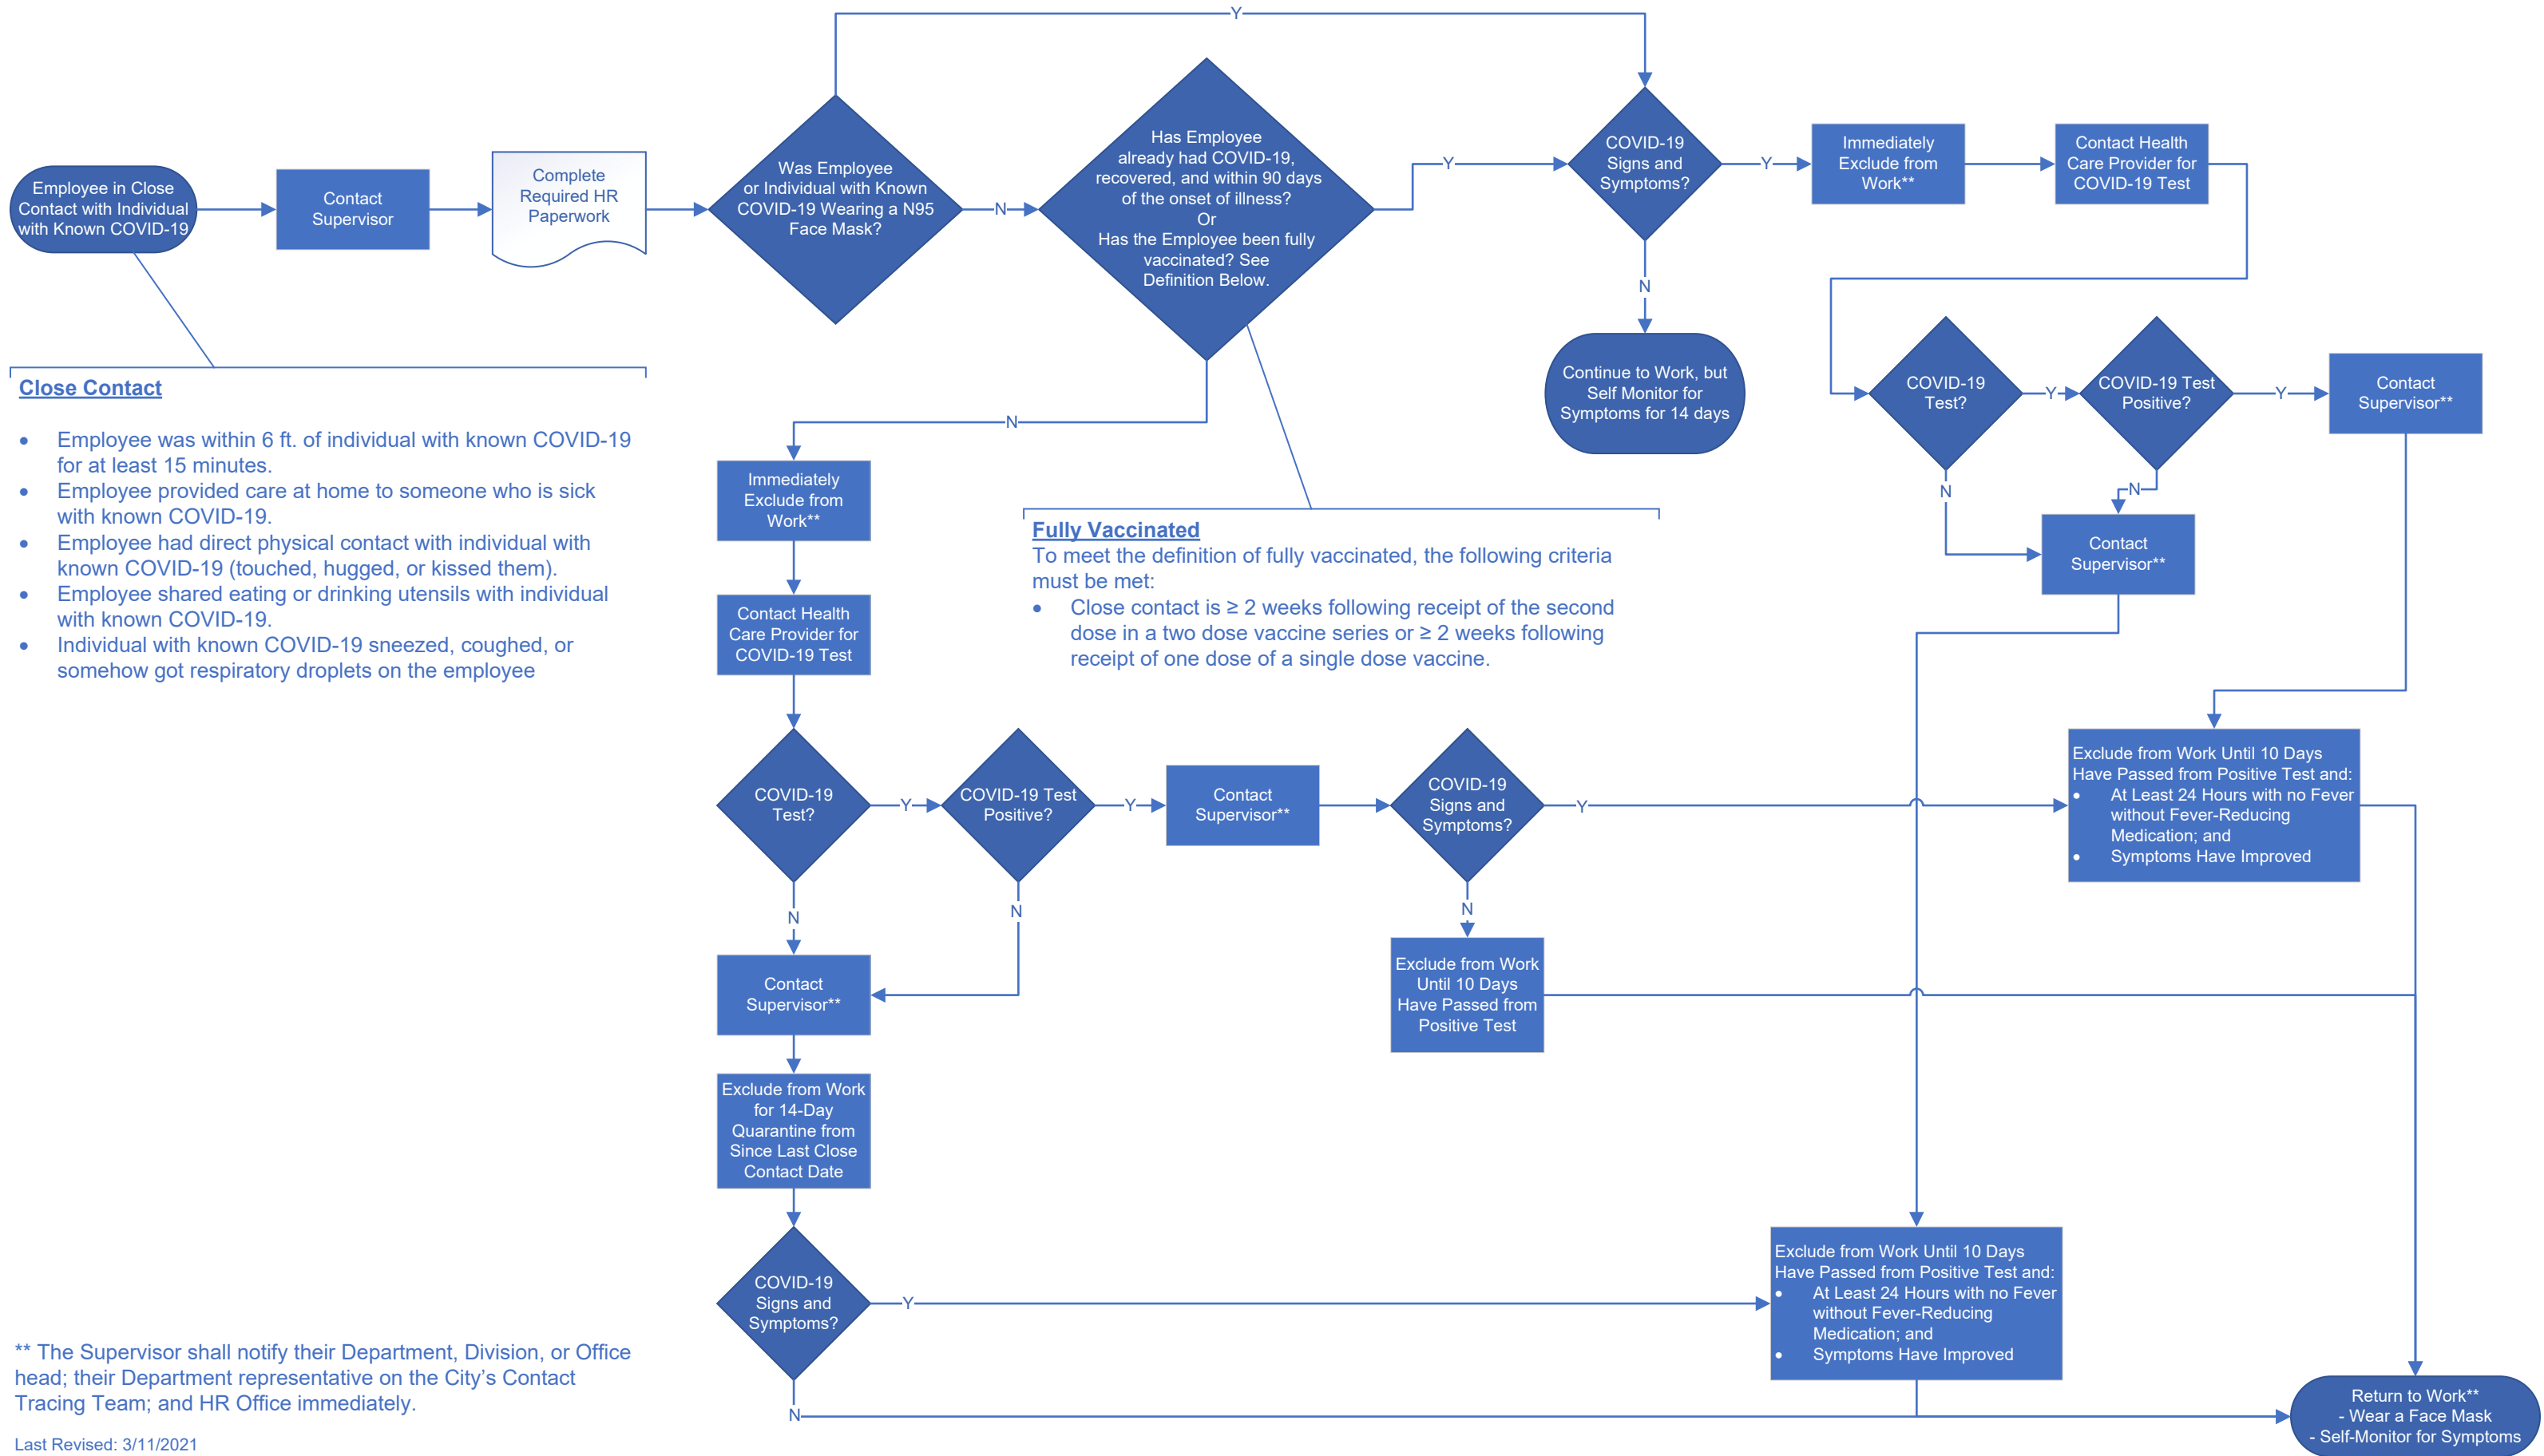 Y
Employee in Close
Contact with Individual
with Known COVID-19
Contact
Supervisor
Complete
Required HR
Paperwork
Was Employee
or Individual with Known
COVID-19 Wearing a N95
Face Mask?
N
Has Employee
already had COVID-19,
recovered, and within 90 days
of the onset of illness?
Or
Has the Employee been fully
vaccinated? See
Definition Below.
Y
COVID-19
Signs and
Symptoms?
Y
Immediately
Exclude from
Work**
Contact Health
Care Provider for
COVID-19 Test
N
Continue to Work, but
Self Monitor for
Symptoms for 14 days
COVID-19
Test?
Y
COVID-19 Test
Positive?
Y
Contact
Supervisor**
N
N
Contact
Supervisor**
Close Contact
• Employee was within 6 ft. of individual with known COVID-19
for at least 15 minutes.
• Employee provided care at home to someone who is sick
with known COVID-19.
• Employee had direct physical contact with individual with
known COVID-19 (touched, hugged, or kissed them).
• Employee shared eating or drinking utensils with individual
with known COVID-19.
• Individual with known COVID-19 sneezed, coughed, or
somehow got respiratory droplets on the employee
N
Immediately
Exclude from
Work**
Contact Health
Care Provider for
COVID-19 Test
Fully Vaccinated
To meet the definition of fully vaccinated, the following criteria
must be met:
• Close contact is ≥ 2 weeks following receipt of the second
dose in a two dose vaccine series or ≥ 2 weeks following
receipt of one dose of a single dose vaccine.
COVID-19
Test?
Y
COVID-19 Test
Positive?
Y
Contact
Supervisor**
COVID-19
Signs and
Symptoms?
Y
Exclude from Work Until 10 Days
Have Passed from Positive Test and:
• At Least 24 Hours with no Fever
without Fever-Reducing
Medication; and
• Symptoms Have Improved
N
N
N
Contact
Supervisor**
Exclude from Work
Until 10 Days
Have Passed from
Positive Test
Exclude from Work
for 14-Day
Quarantine from
Since Last Close
Contact Date
COVID-19
Signs and
Symptoms?
Y
Exclude from Work Until 10 Days
Have Passed from Positive Test and:
• At Least 24 Hours with no Fever
without Fever-Reducing
Medication; and
• Symptoms Have Improved
N
Return to Work**
- Wear a Face Mask
- Self-Monitor for Symptoms
** The Supervisor shall notify their Department, Division, or Office
head; their Department representative on the City’s Contact
Tracing Team; and HR Office immediately.
Last Revised: 3/11/2021